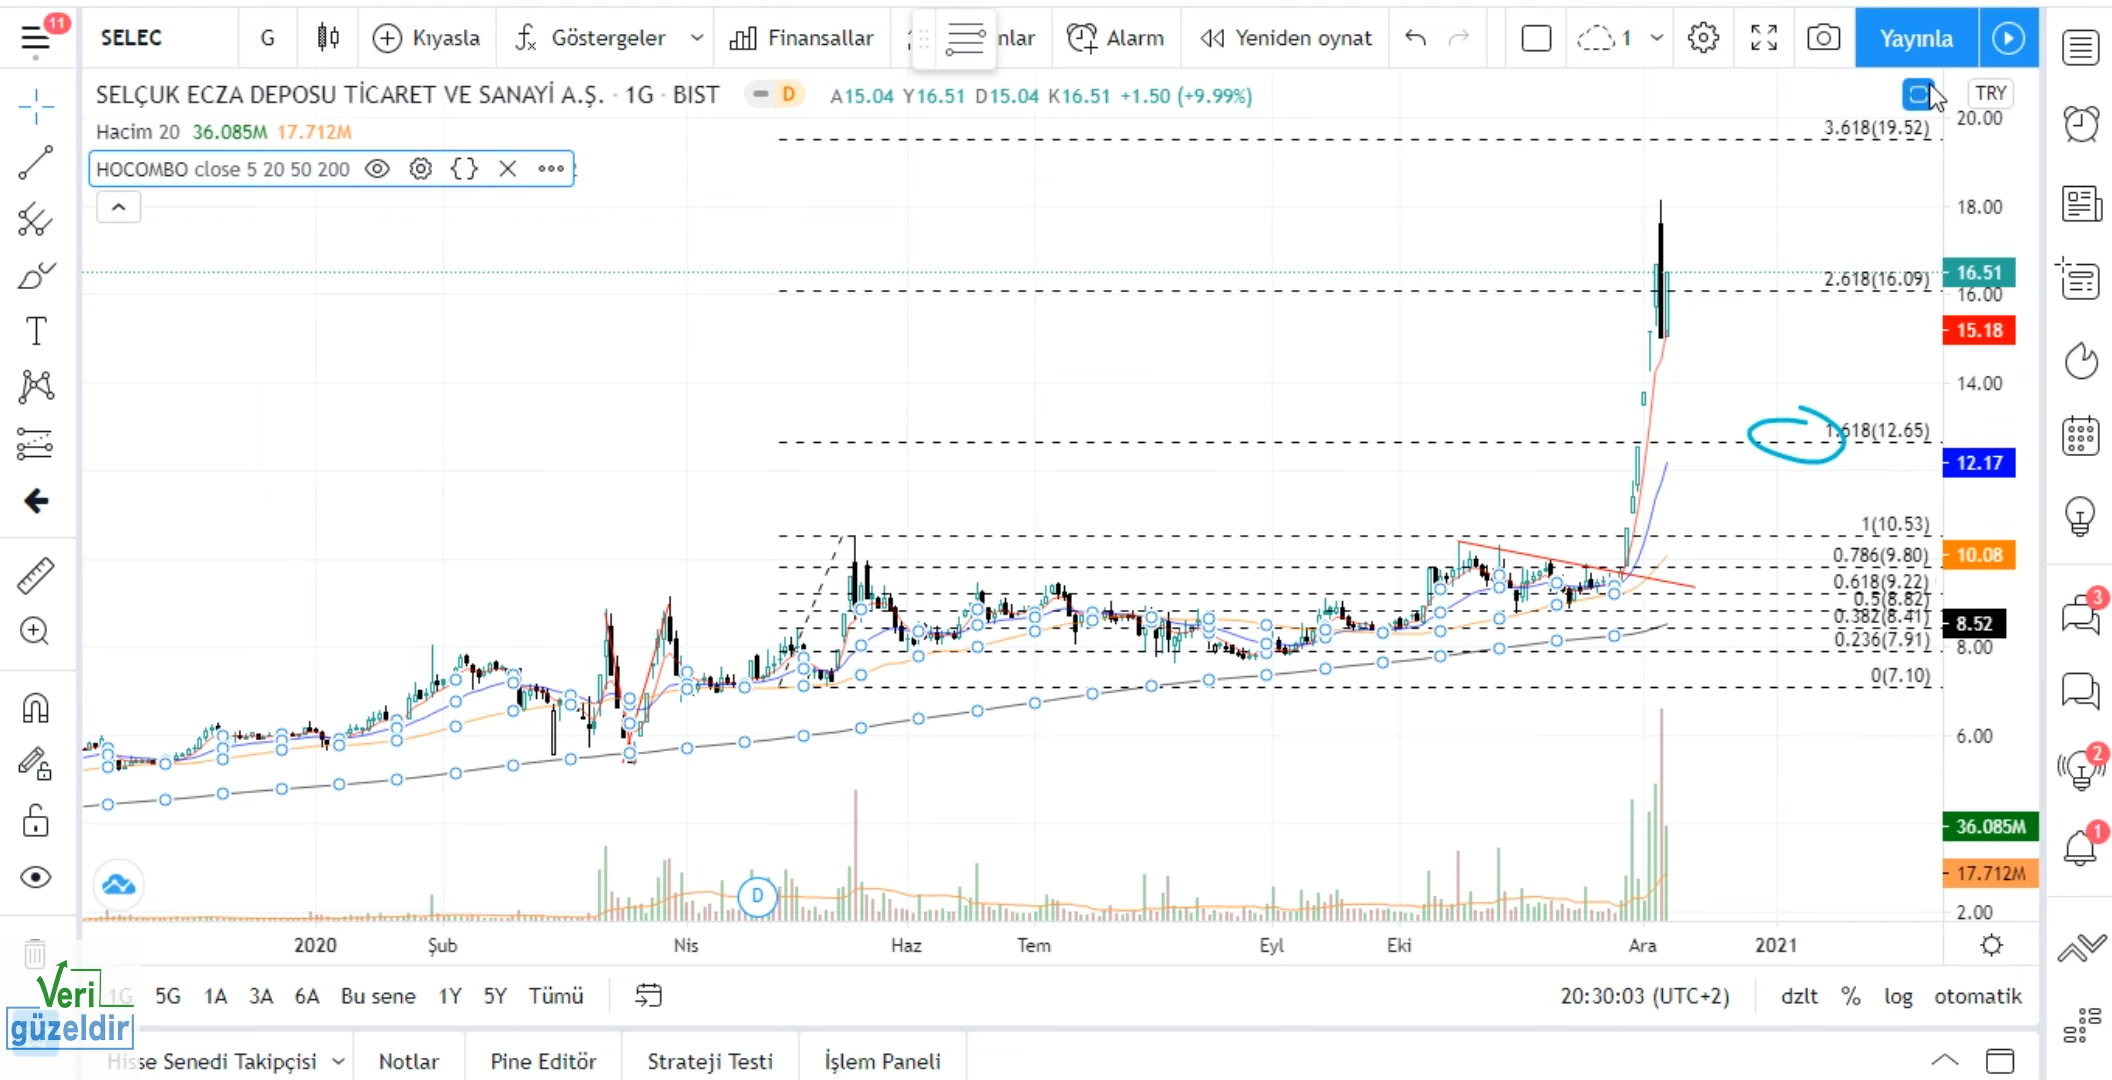 11
SELEC
G
Kıyasla
Göstergeler
Finansallar
nlar
Alarm
Yeniden oynat
1
Yayınla
SELÇUK ECZA DEPOSU TİCARET VE SANAYİ A.Ş. · 1G · BIST
D
A15.04 Y16.51 D15.04 K16.51 +1.50 (+9.99%)
TRY
Hacim 20 36.085M 17.712M
HOCOMBO close 5 20 50 200
20.00
3.618(19.52)
18.00
2.618(16.09)
16.51
16.00
15.18
14.00
1.618(12.65)
12.17
1(10.53)
0.786(9.80)
10.08
0.618(9.22)
0.5(8.82)
0.382(8.41)
8.52
0.236(7.91)
8.00
0(7.10)
6.00
3
2
1
36.085M
17.712M
D
2.00
2020
Şub
Nis
Haz
Tem
Eyl
Eki
Ara
2021
1G
5G
1A
3A
6A
Bu sene
1Y
5Y
Tümü
20:30:03 (UTC+2)
dzlt
%
log
otomatik
Veri
güzeldir
Hisse Senedi Takipçisi
Notlar
Pine Editör
Strateji Testi
İşlem Paneli